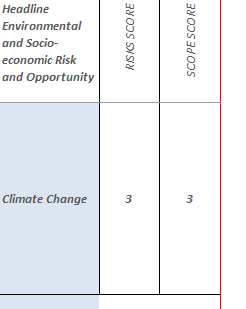 Headline
Environmental
and Socio-
economic Risk
and Opportunity
RISKS SCORE
SCOPE SCORE
Climate Change 3 3